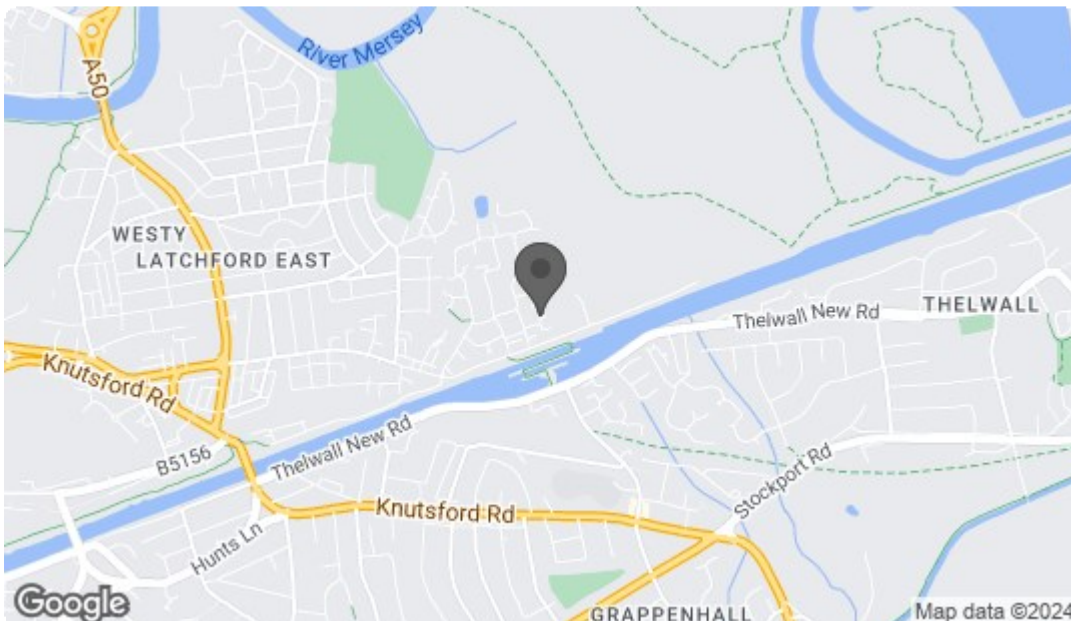 River Mersey
A50
WESTY
LATCHFORD EAST
Thelwall New Rd
THELWALL
Knutsford Rd
Thelwall New Rd
B5156
Stockport Rd
Knutsford Rd
Hunts Ln
GRAPPENHALL
Google
Map data ©2024